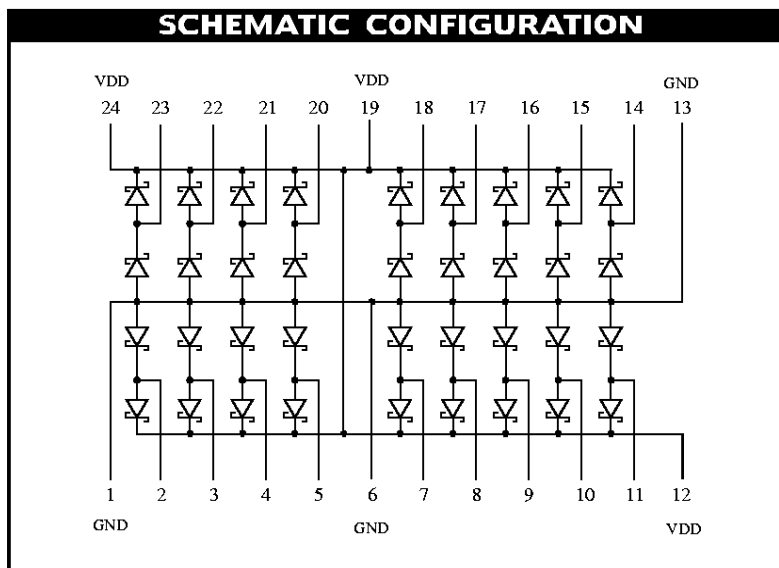 SCHEMATIC CONFIGURATION
VDD VDD GND
24 23 22 21 20 19 18 17 16 15 14 13
1 2 3 4 5 6 7 8 9 10 11 12
GND GND VDD